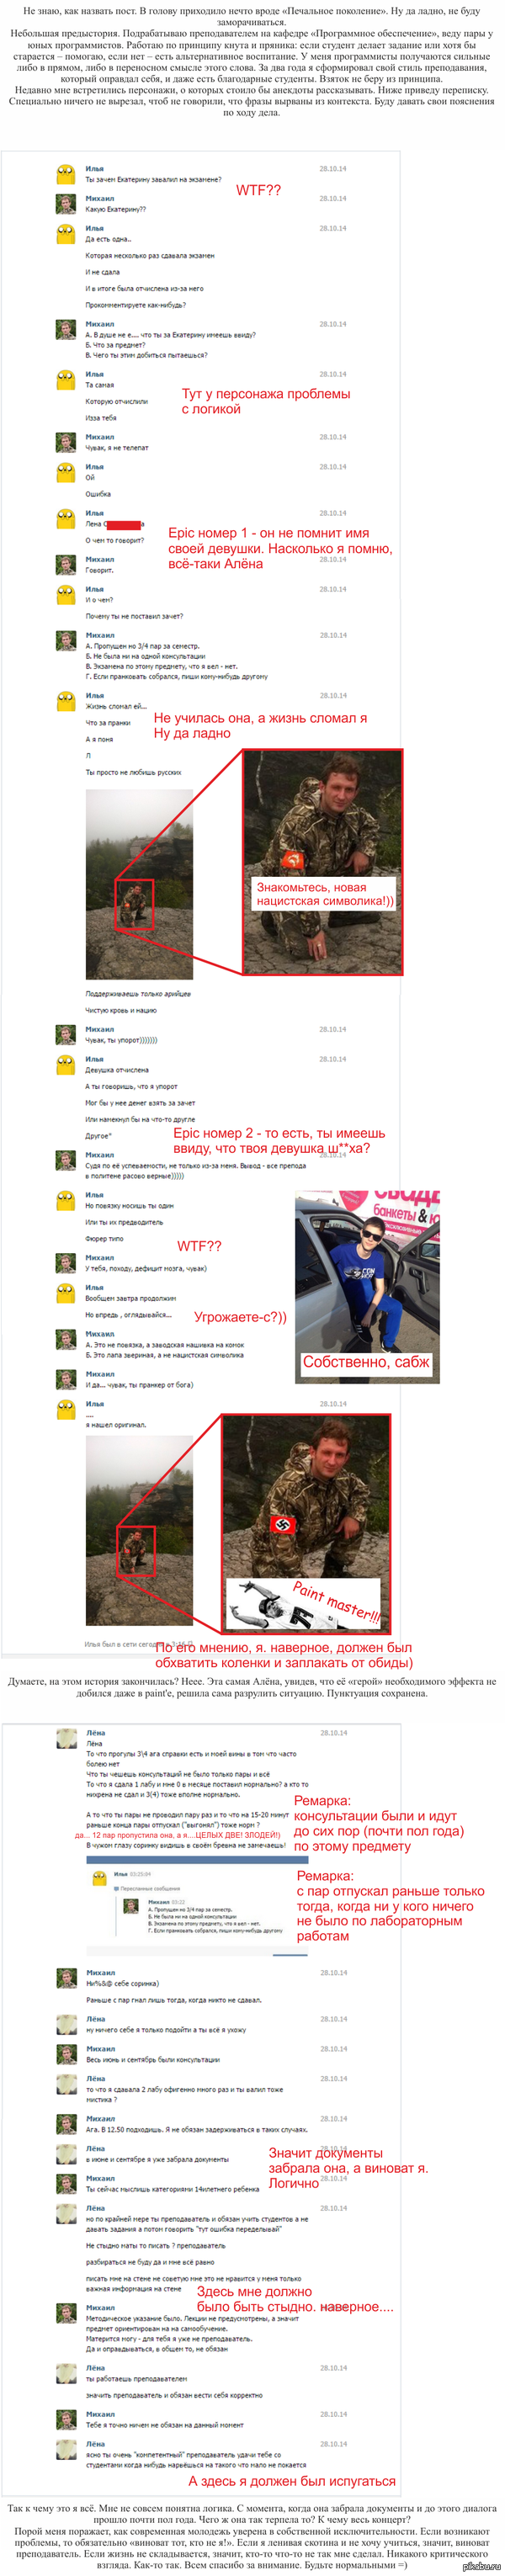 Не знаю, как назвать пост. В голову приходило нечто вроде «Печальное поколение». Ну да ладно, не буду
заморачиваться.
Небольшая предыстория. Подрабатываю преподавателем на кафедре «Программное обеспечение», веду пары у
юных программистов. Работаю по принципу кнута и пряника: если студент делает задание или хотя бы
старается – помогаю, если нет – есть альтернативное воспитание. У меня программисты получаются сильные
либо в прямом, либо в переносном смысле этого слова. За два года я сформировал свой стиль преподавания,
который оправдал себя, и даже есть благодарные студенты. Взяток не беру из принципа.
Недавно мне встретились персонажи, о которых стоило бы анекдоты рассказывать. Ниже приведу переписку.
Специально ничего не вырезал, чтоб не говорили, что фразы вырваны из контекста. Буду давать свои пояснения
по ходу дела.
Илья 28.10.14
Ты зачем Екатерину завалил на экзамене?
WTF??
Михаил 28.10.14
Какую Екатерину??
Илья 28.10.14
Да есть одна..
Которая несколько раз сдавала экзамен
И не сдала
И в итоге была отчислена из-за него
Прокомментируете как-нибудь?
Михаил 28.10.14
А. В душе не е.... что ты за Екатерину имеешь ввиду?
Б. Что за предмет?
В. Чего ты этим добиться пытаешься?
Илья 28.10.14
Та самая
Которую отчислили
Изза тебя
Тут у персонажа проблемы
с логикой
Михаил 28.10.14
Чувак, я не телепат
Илья 28.10.14
Ой
Ошибка
Илья 28.10.14
Лена С а
О чем то говорит?
Epic номер 1 - он не помнит имя
своей девушки. Насколько я помню,
всё-таки Алёна
Михаил 28.10.14
Говорит.
Илья 28.10.14
И о чем?
Почему ты не поставил зачет?
Михаил 28.10.14
А. Пропущен но 3/4 пар за семестр.
Б. Не была ни на одной консультации
В. Экзамена по этому предмету, что я вел - нет.
Г. Если пранковать собрался, пиши кому-нибудь другому
Илья 28.10.14
Жизнь сломал ей...
Что за пранки
А я поня
Л
Ты просто не любишь русских
Не училась она, а жизнь сломал я
Ну да ладно
Знакомьтесь, новая
нацистская символика!))
Поддерживаешь только арийцев
Чистую кровь и нацию
Михаил 28.10.14
Чувак, ты упорот)))))))
Илья 28.10.14
Девушка отчислена
А ты говоришь, что я упорот
Мог бы у нее денег взять за зачет
Или намекнул бы на что-то другле
Другое*
Epic номер 2 - то есть, ты имеешь
ввиду, что твоя девушка ш**ха?
Михаил 28.10.14
Судя по её успеваемости, не только из-за меня. Вывод - все препода
в политене расово верные)))))
Илья
Но повязку носишь ты один
Или ты их предводитель
Фюрер типо
WTF??
Михаил
У тебя, походу, дефицит мозга, чувак)
Илья
Вообщем завтра продолжим
Но впредь , оглядывайся...
Угрожаете-с?))
Михаил
А. Это не повязка, а заводская нашивка на комок
Б. Это лапа звериная, а не нацистская символика
Собственно, сабж
Михаил
И да... чувак, ты пранкер от бога)
Илья 28.10.14
....
я нашел оригинал.
Paint master!!!
Илья был в сети сегодня в 3:46
По его мнению, я. наверное, должен был
обхватить коленки и заплакать от обиды)
Думаете, на этом история закончилась? Неее. Эта самая Алёна, увидев, что её «герой» необходимого эффекта не
добился даже в paint'е, решила сама разрулить ситуацию. Пунктуация сохранена.
Лёна 28.10.14
Лёна
То что прогулы 3\4 ага справки есть и моей вины в том что часто
болею нет
Что ты чешешь консультаций не было только пары и всё
То что я сдала 1 лабу и мне 0 в месяце поставил нормально? а кто то
нихрена не сдал и 3(4) тоже вполне нормально.
А то что ты пары не проводил пару раз и то что на 15-20 минут
раньше конца пары отпускал ("выгонял") тоже норм ?
да... 12 пар пропустила она, а я....ЦЕЛЫХ ДВЕ! ЗЛОДЕЙ!)
В чужом глазу соринку видишь в своём бревна не замечаешь!
Ремарка:
консультации были и идут
до сих пор (почти пол года)
по этому предмету
Илья 03:25:04
Пересланные сообщения
Михаил 03:22
А. Пропущен но 3/4 пар за семестр.
Б. Не была ни на одной консультации
В. Экзамена по этому предмету, что я вел - нет.
Г. Если пранковать собрался, пиши кому-нибудь другому
Ремарка:
с пар отпускал раньше только
тогда, когда ни у кого ничего
не было по лабораторным
работам
Михаил 28.10.14
Ни%&@ себе соринка)
Раньше с пар гнал лишь тогда, когда никто не сдавал.
Лёна 28.10.14
ну ничего себе я только подойти а ты всё я ухожу
Михаил 28.10.14
Весь июнь и сентябрь были консультации
Лёна 28.10.14
то что я сдавала 2 лабу офигенно много раз и ты валил тоже
мистика ?
Михаил 28.10.14
Ага. В 12.50 подходишь. Я не обязан задерживаться в таких случаях.
Лёна 28.10.14
в июне и сентябре я уже забрала документы
Значит документы
забрала она, а виноват я.
Логично
Михаил 28.10.14
Ты сейчас мыслишь категориями 14илетнего ребенка
Лёна 28.10.14
но по крайней мере ты преподаватель и обязан учить студентов а не
давать задания а потом говорить "тут ошибка переделывай"
Не стыдно маты то писать ? преподаватель
разбираться не буду да и мне всё равно
писать мне на стене не советую мне это не нравится у меня только
важная информация на стене
Здесь мне должно
было быть стыдно. наверное....
Михаил
Методическое указание было. Лекции не предусмотрены, а значит
предмет ориентирован на на самообучение.
Матерится могу - для тебя я уже не преподаватель.
Да и оправдываться, в общем то, не обязан
Лёна 28.10.14
ты работаешь преподавателем
значить преподаватель и обязан вести себя корректно
Михаил 28.10.14
Тебе я точно ничем не обязан на данный момент
Лёна 28.10.14
ясно ты очень "компетентный" преподаватель удачи тебе со
студентами когда нибудь нарвёшься на такого что мало не покается
А здесь я должен был испугаться
Так к чему это я всё. Мне не совсем понятна логика. С момента, когда она забрала документы и до этого диалога
прошло почти пол года. Чего ж она так терпела то? К чему весь концерт?
Порой меня поражает, как современная молодежь уверена в собственной исключительности. Если возникают
проблемы, то обязательно «виноват тот, кто не я!». Если я ленивая скотина и не хочу учиться, значит, виноват
преподаватель. Если жизнь не складывается, значит, кто-то что-то не так мне сделал. Никакого критического
взгляда. Как-то так. Всем спасибо за внимание. Будьте нормальными =)
pikabu.ru